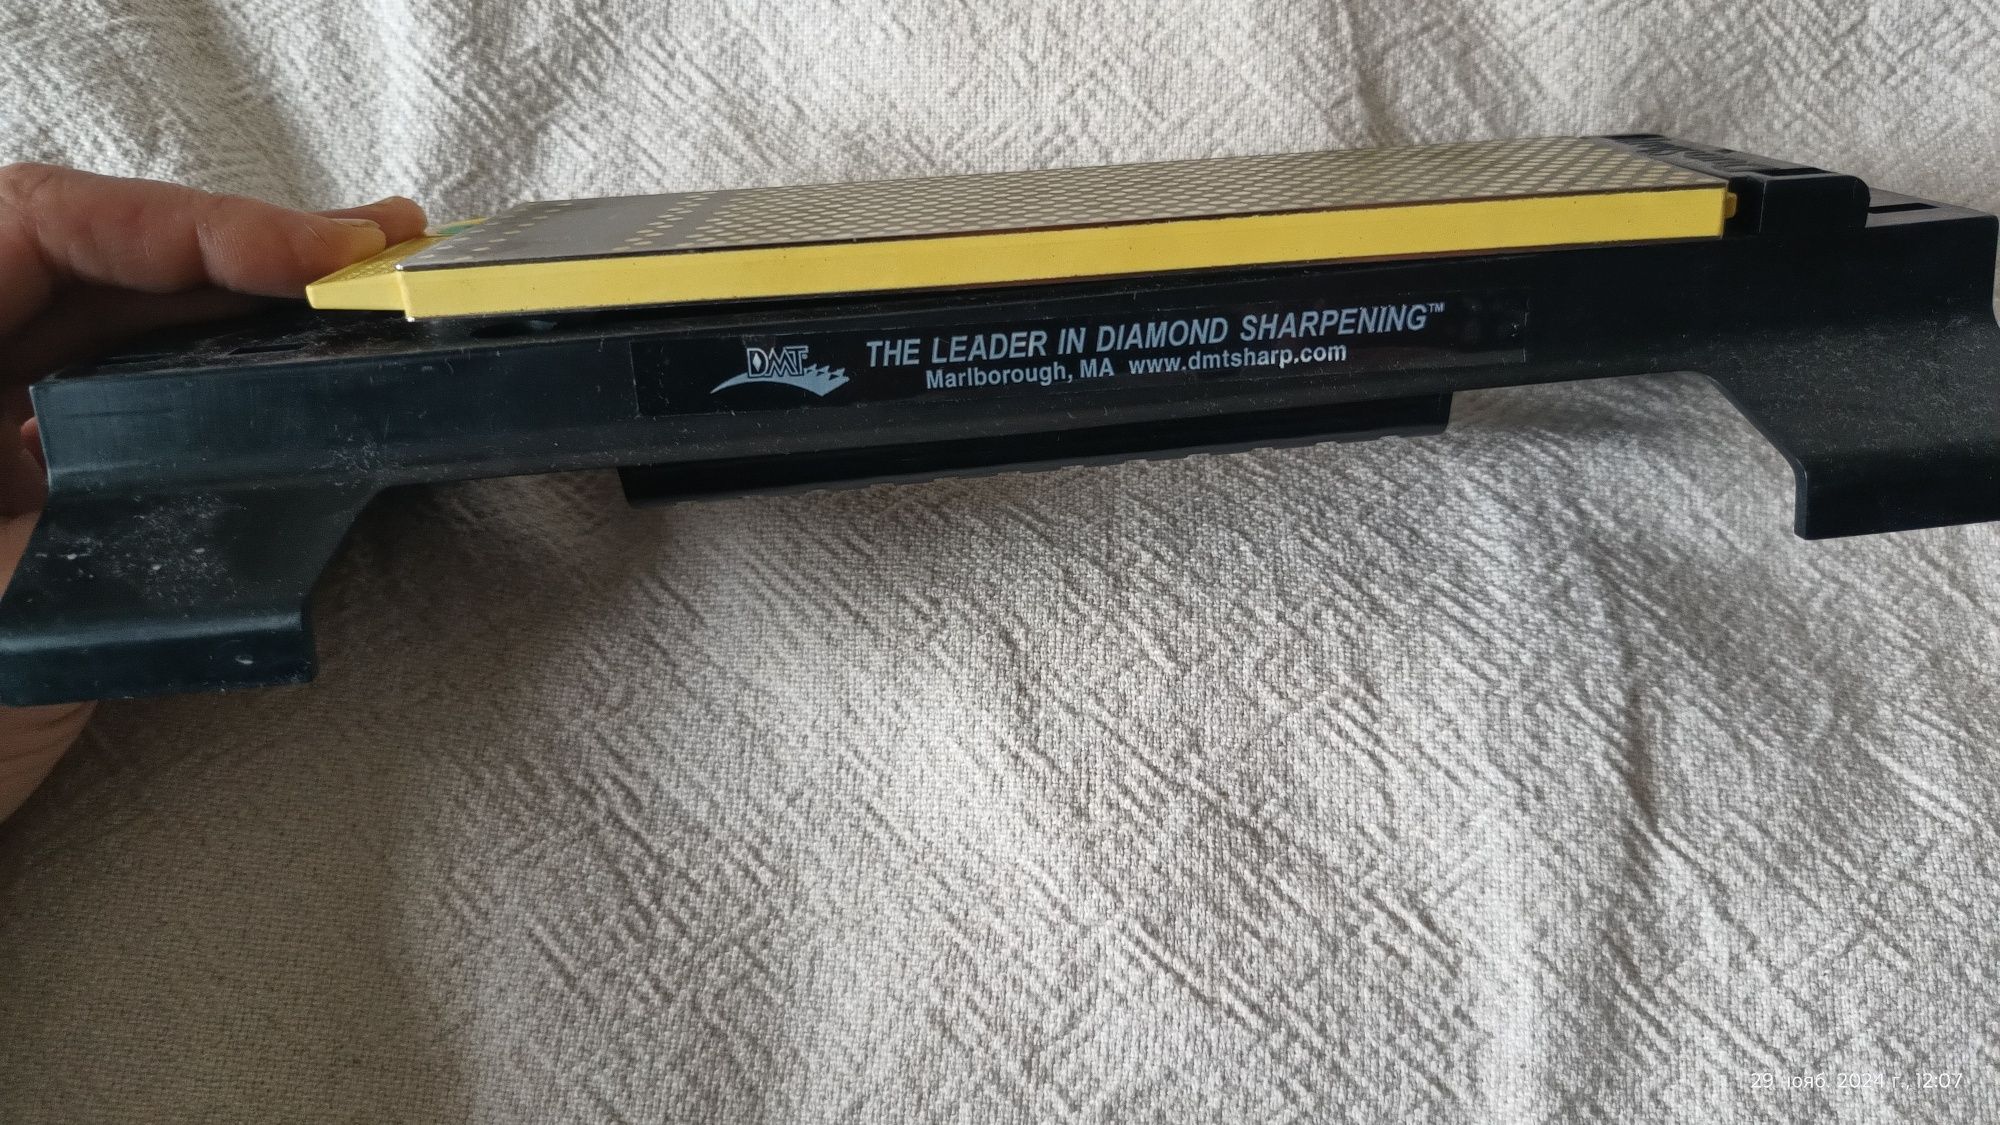 DMT® THE LEADER IN DIAMOND SHARPENING™
Marlborough, MA www.dmtsharp.com
29 нояб. 2024 г., 12:07